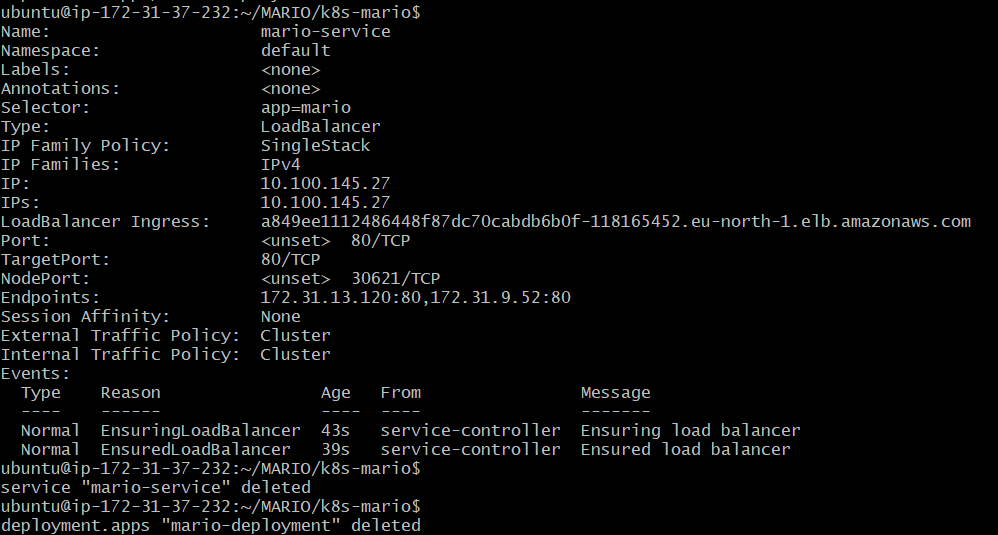 ubuntu@ip-172-31-37-232:~/MARIO/k8s-mario$
Name: mario-service
Namespace: default
Labels: <none>
Annotations: <none>
Selector: app=mario
Type: LoadBalancer
IP Family Policy: SingleStack
IP Families: IPv4
IP: 10.100.145.27
IPs: 10.100.145.27
LoadBalancer Ingress: a849ee1112486448f87dc70cabdb6b0f-118165452.eu-north-1.elb.amazonaws.com
Port: <unset> 80/TCP
TargetPort: 80/TCP
NodePort: <unset> 30621/TCP
Endpoints: 172.31.13.120:80,172.31.9.52:80
Session Affinity: None
External Traffic Policy: Cluster
Internal Traffic Policy: Cluster
Events:
Type Reason Age From Message
---- ------ ---- ---- -------
Normal EnsuringLoadBalancer 43s service-controller Ensuring load balancer
Normal EnsuredLoadBalancer 39s service-controller Ensured load balancer
ubuntu@ip-172-31-37-232:~/MARIO/k8s-mario$
service "mario-service" deleted
ubuntu@ip-172-31-37-232:~/MARIO/k8s-mario$
deployment.apps "mario-deployment" deleted